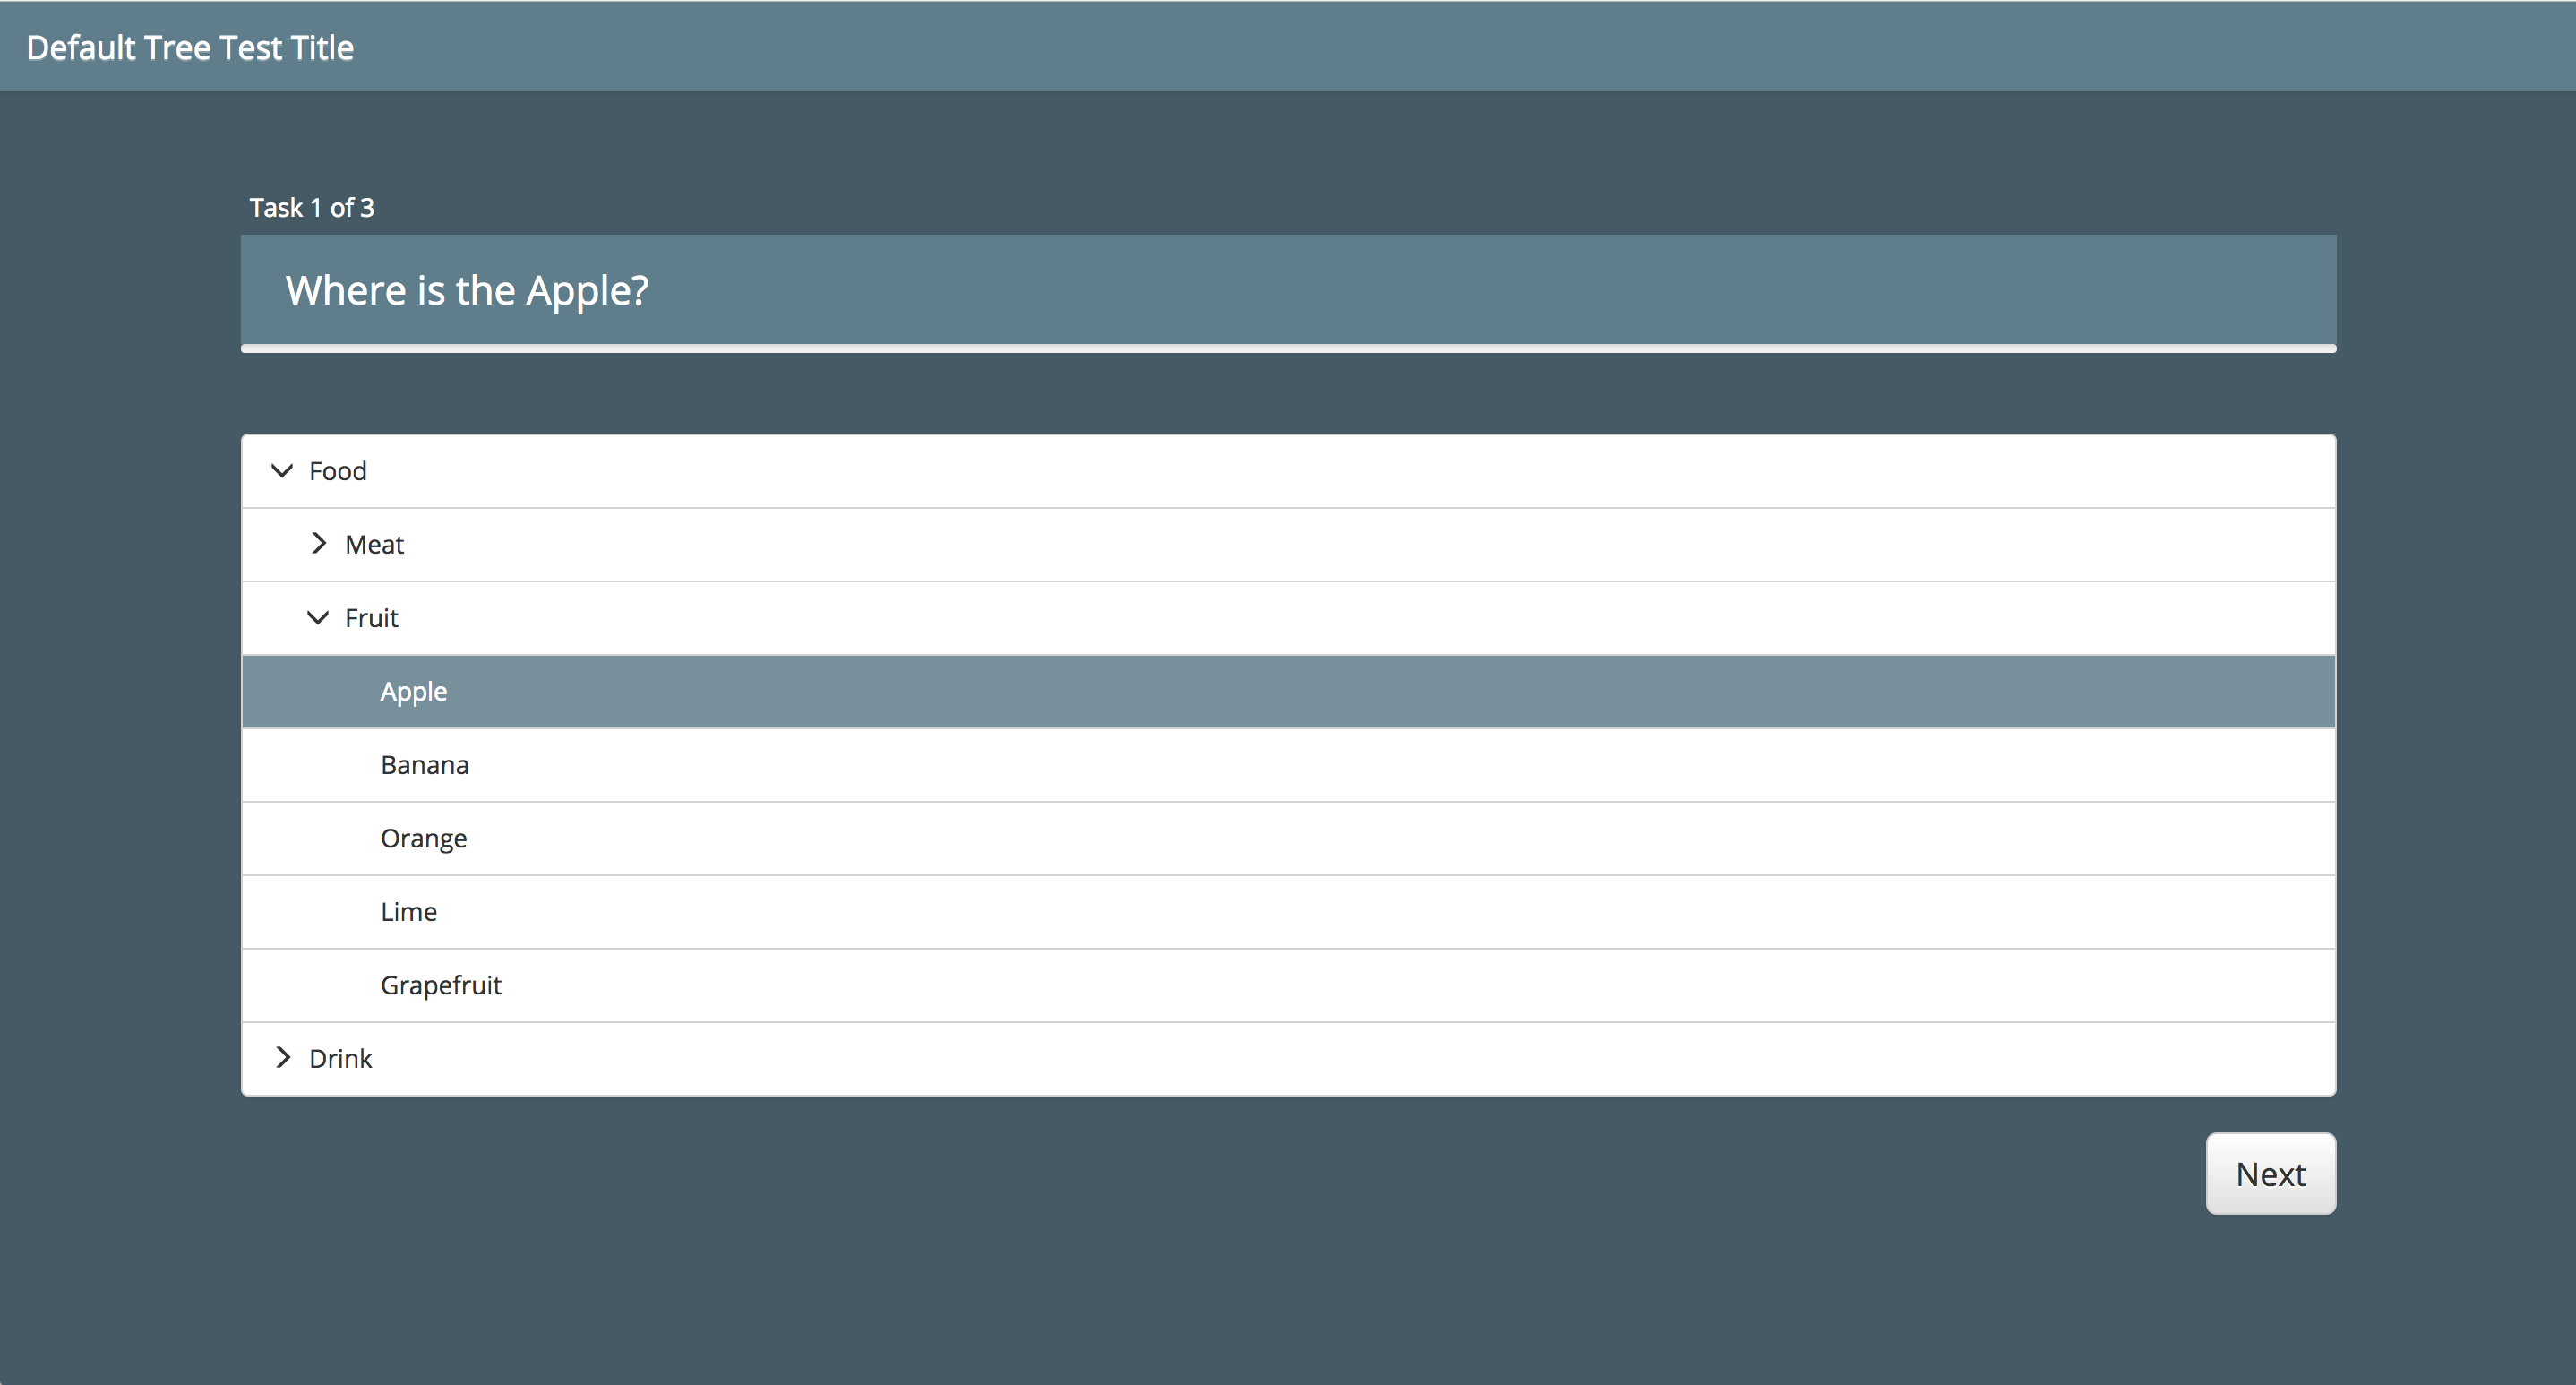 Default Tree Test Title
Task 1 of 3
Where is the Apple?
Food
Meat
Fruit
Apple
Banana
Orange
Lime
Grapefruit
Drink
Next